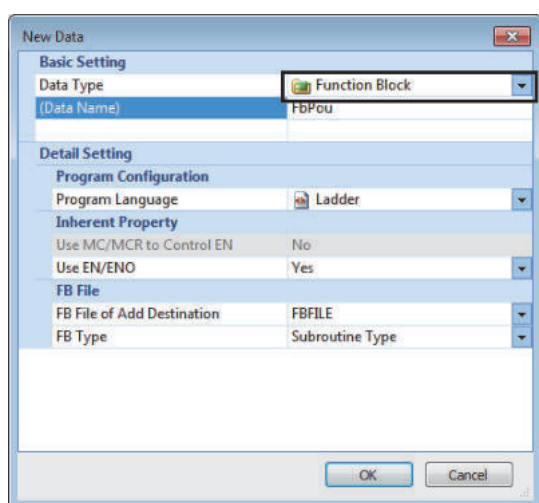 New Data
Basic Setting
Data Type Function Block
(Data Name) FbPou
Detail Setting
Program Configuration
Program Language Ladder
Inherent Property
Use MC/MCR to Control EN No
Use EN/ENO Yes
FB File
FB File of Add Destination FBFILE
FB Type Subroutine Type
OK Cancel